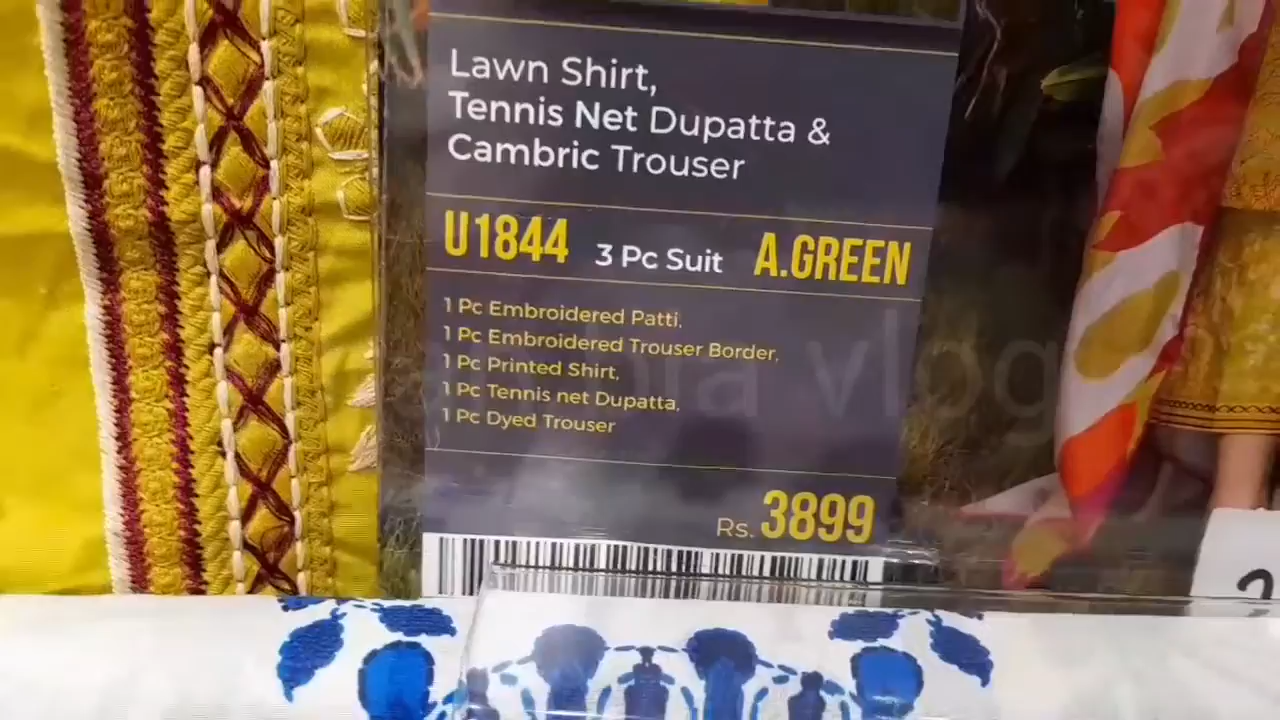 Lawn Shirt,
Tennis Net Dupatta &
Cambric Trouser
U1844 3 Pc Suit A.GREEN
1 Pc Embroidered Patti,
1 Pc Embroidered Trouser Border,
1 Pc Printed Shirt,
1 Pc Tennis net Dupatta,
1 Pc Dyed Trouser
vlog
Rs. 3899